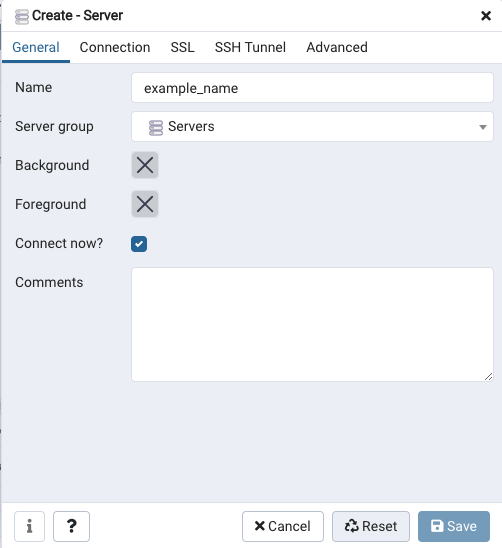 Create - Server
General Connection SSL SSH Tunnel Advanced
Name example_name
Server group Servers
Background
Foreground
Connect now?
Comments
i ? Cancel Reset Save